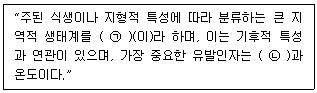 “주된 식생이나 지형적 특성에 따라 분류하는 큰 지
역적 생태계를 ( ㉠ )(이)라 하며, 이는 기후적 특성
과 연관이 있으며, 가장 중요한 유발인자는 ( ㉡ )과
온도이다.”